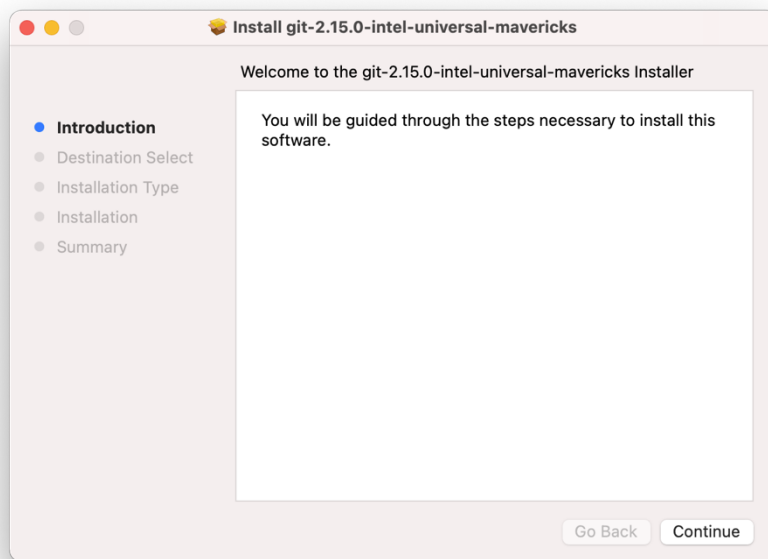 Install git-2.15.0-intel-universal-mavericks
Welcome to the git-2.15.0-intel-universal-mavericks Installer
Introduction
Destination Select
Installation Type
Installation
Summary
You will be guided through the steps necessary to install this
software.
Go Back
Continue